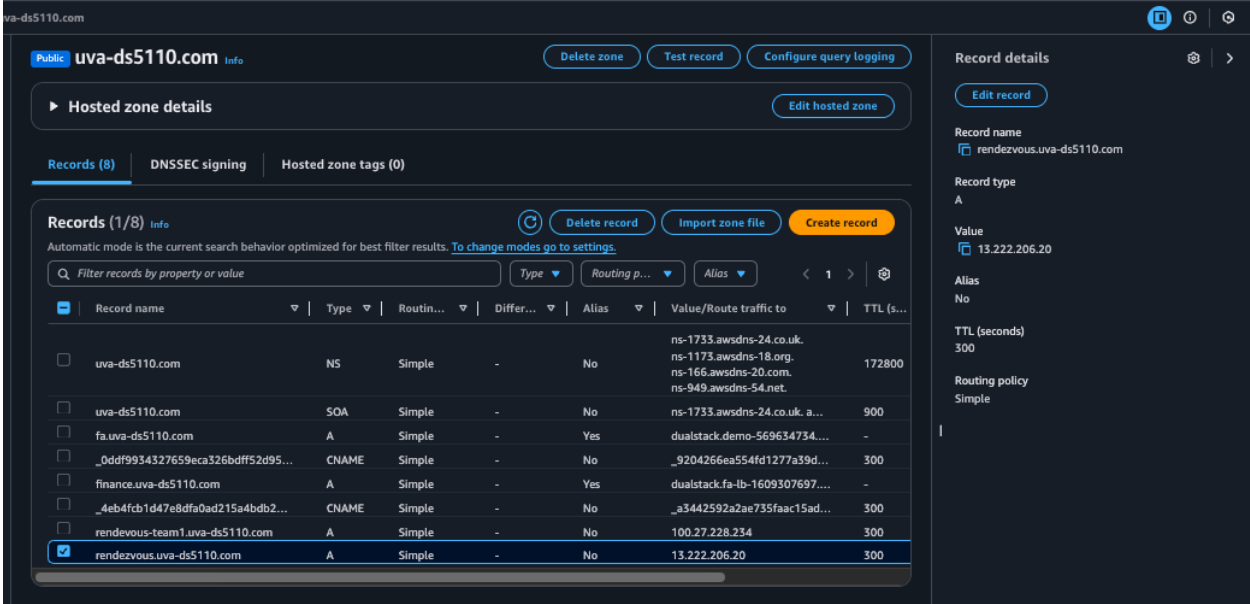 va-ds5110.com
Public uva-ds5110.com Info
Delete zone
Test record
Configure query logging
Hosted zone details
Edit hosted zone
Records (8)
DNSSEC signing
Hosted zone tags (0)
Records (1/8) Info
Delete record
Import zone file
Create record
Automatic mode is the current search behavior optimized for best filter results. To change modes go to settings.
Filter records by property or value
Type
Routing p...
Alias
1
Record name Type Routin... Differ... Alias Value/Route traffic to TTL (s...
ns-1733.awsdns-24.co.uk.
ns-1173.awsdns-18.org.
uva-ds5110.com NS Simple - No 172800
ns-166.awsdns-20.com.
ns-949.awsdns-54.net.
uva-ds5110.com SOA Simple - No ns-1733.awsdns-24.co.uk. a... 900
fa.uva-ds5110.com A Simple - Yes dualstack.demo-569634734.... -
_0ddf9934327659eca326bdff52d95... CNAME Simple - No _9204266ea554fd1277a39d... 300
finance.uva-ds5110.com A Simple - Yes dualstack.fa-lb-1609307697.... -
_4eb4fcb1d47e8dfa0ad215a4bdb2... CNAME Simple - No _a3442592a2ae735faac15ad... 300
rendevous-team1.uva-ds5110.com A Simple - No 100.27.228.234 300
rendezvous.uva-ds5110.com A Simple - No 13.222.206.20 300
Record details
Edit record
Record name
rendezvous.uva-ds5110.com
Record type
A
Value
13.222.206.20
Alias
No
TTL (seconds)
300
Routing policy
Simple